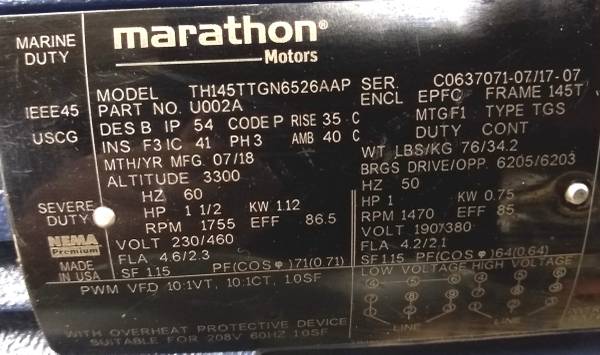 MARINE DUTY
marathon®
Motors
MODEL TH145TTGN6526AAP SER. C0637071-07/17-07
IEEE45 PART NO. U002A ENCL EPFC FRAME 145T
USCG DES B IP 54 CODE P RISE 35 C MTGF1 TYPE TGS
INS F3 IC 41 PH 3 AMB 40 C DUTY CONT
MTH/YR MFG. 07/18 WT LBS/KG 76/34.2
ALTITUDE 3300 BRGS DRIVE/OPP. 6205/6203
HZ 60 HZ 50
SEVERE DUTY HP 1 1/2 KW 1.12 HP 1 KW 0.75
RPM 1755 EFF 86.5 RPM 1470 EFF 85
NEMA Premium VOLT 230/460 VOLT 190/380
FLA 4.6/2.3 FLA 4.2/2.1
MADE IN USA SF 1.15 PF(COS φ)71(0.71) SF 1.15 PF(COS φ)64(0.64)
PWM VFD 10:1VT, 10:1CT, 1.0SF LOW VOLTAGE HIGH VOLTAGE
WITH OVERHEAT PROTECTIVE DEVICE LINE LINE
SUITABLE FOR 208V 60HZ 1.0SF